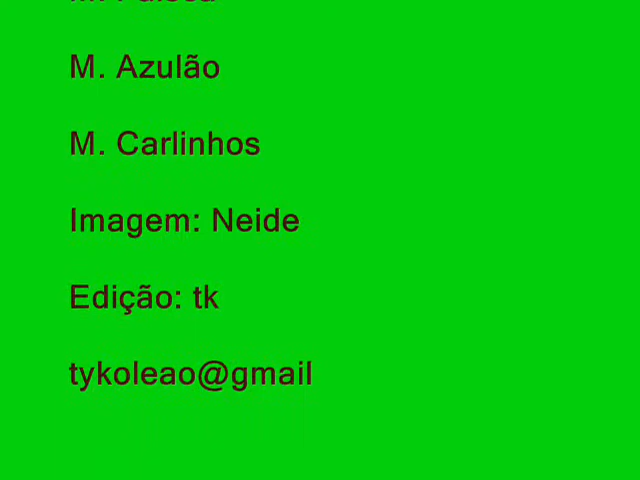 M. Azulão
M. Carlinhos
Imagem: Neide
Edição: tk
tykoleao@gmail